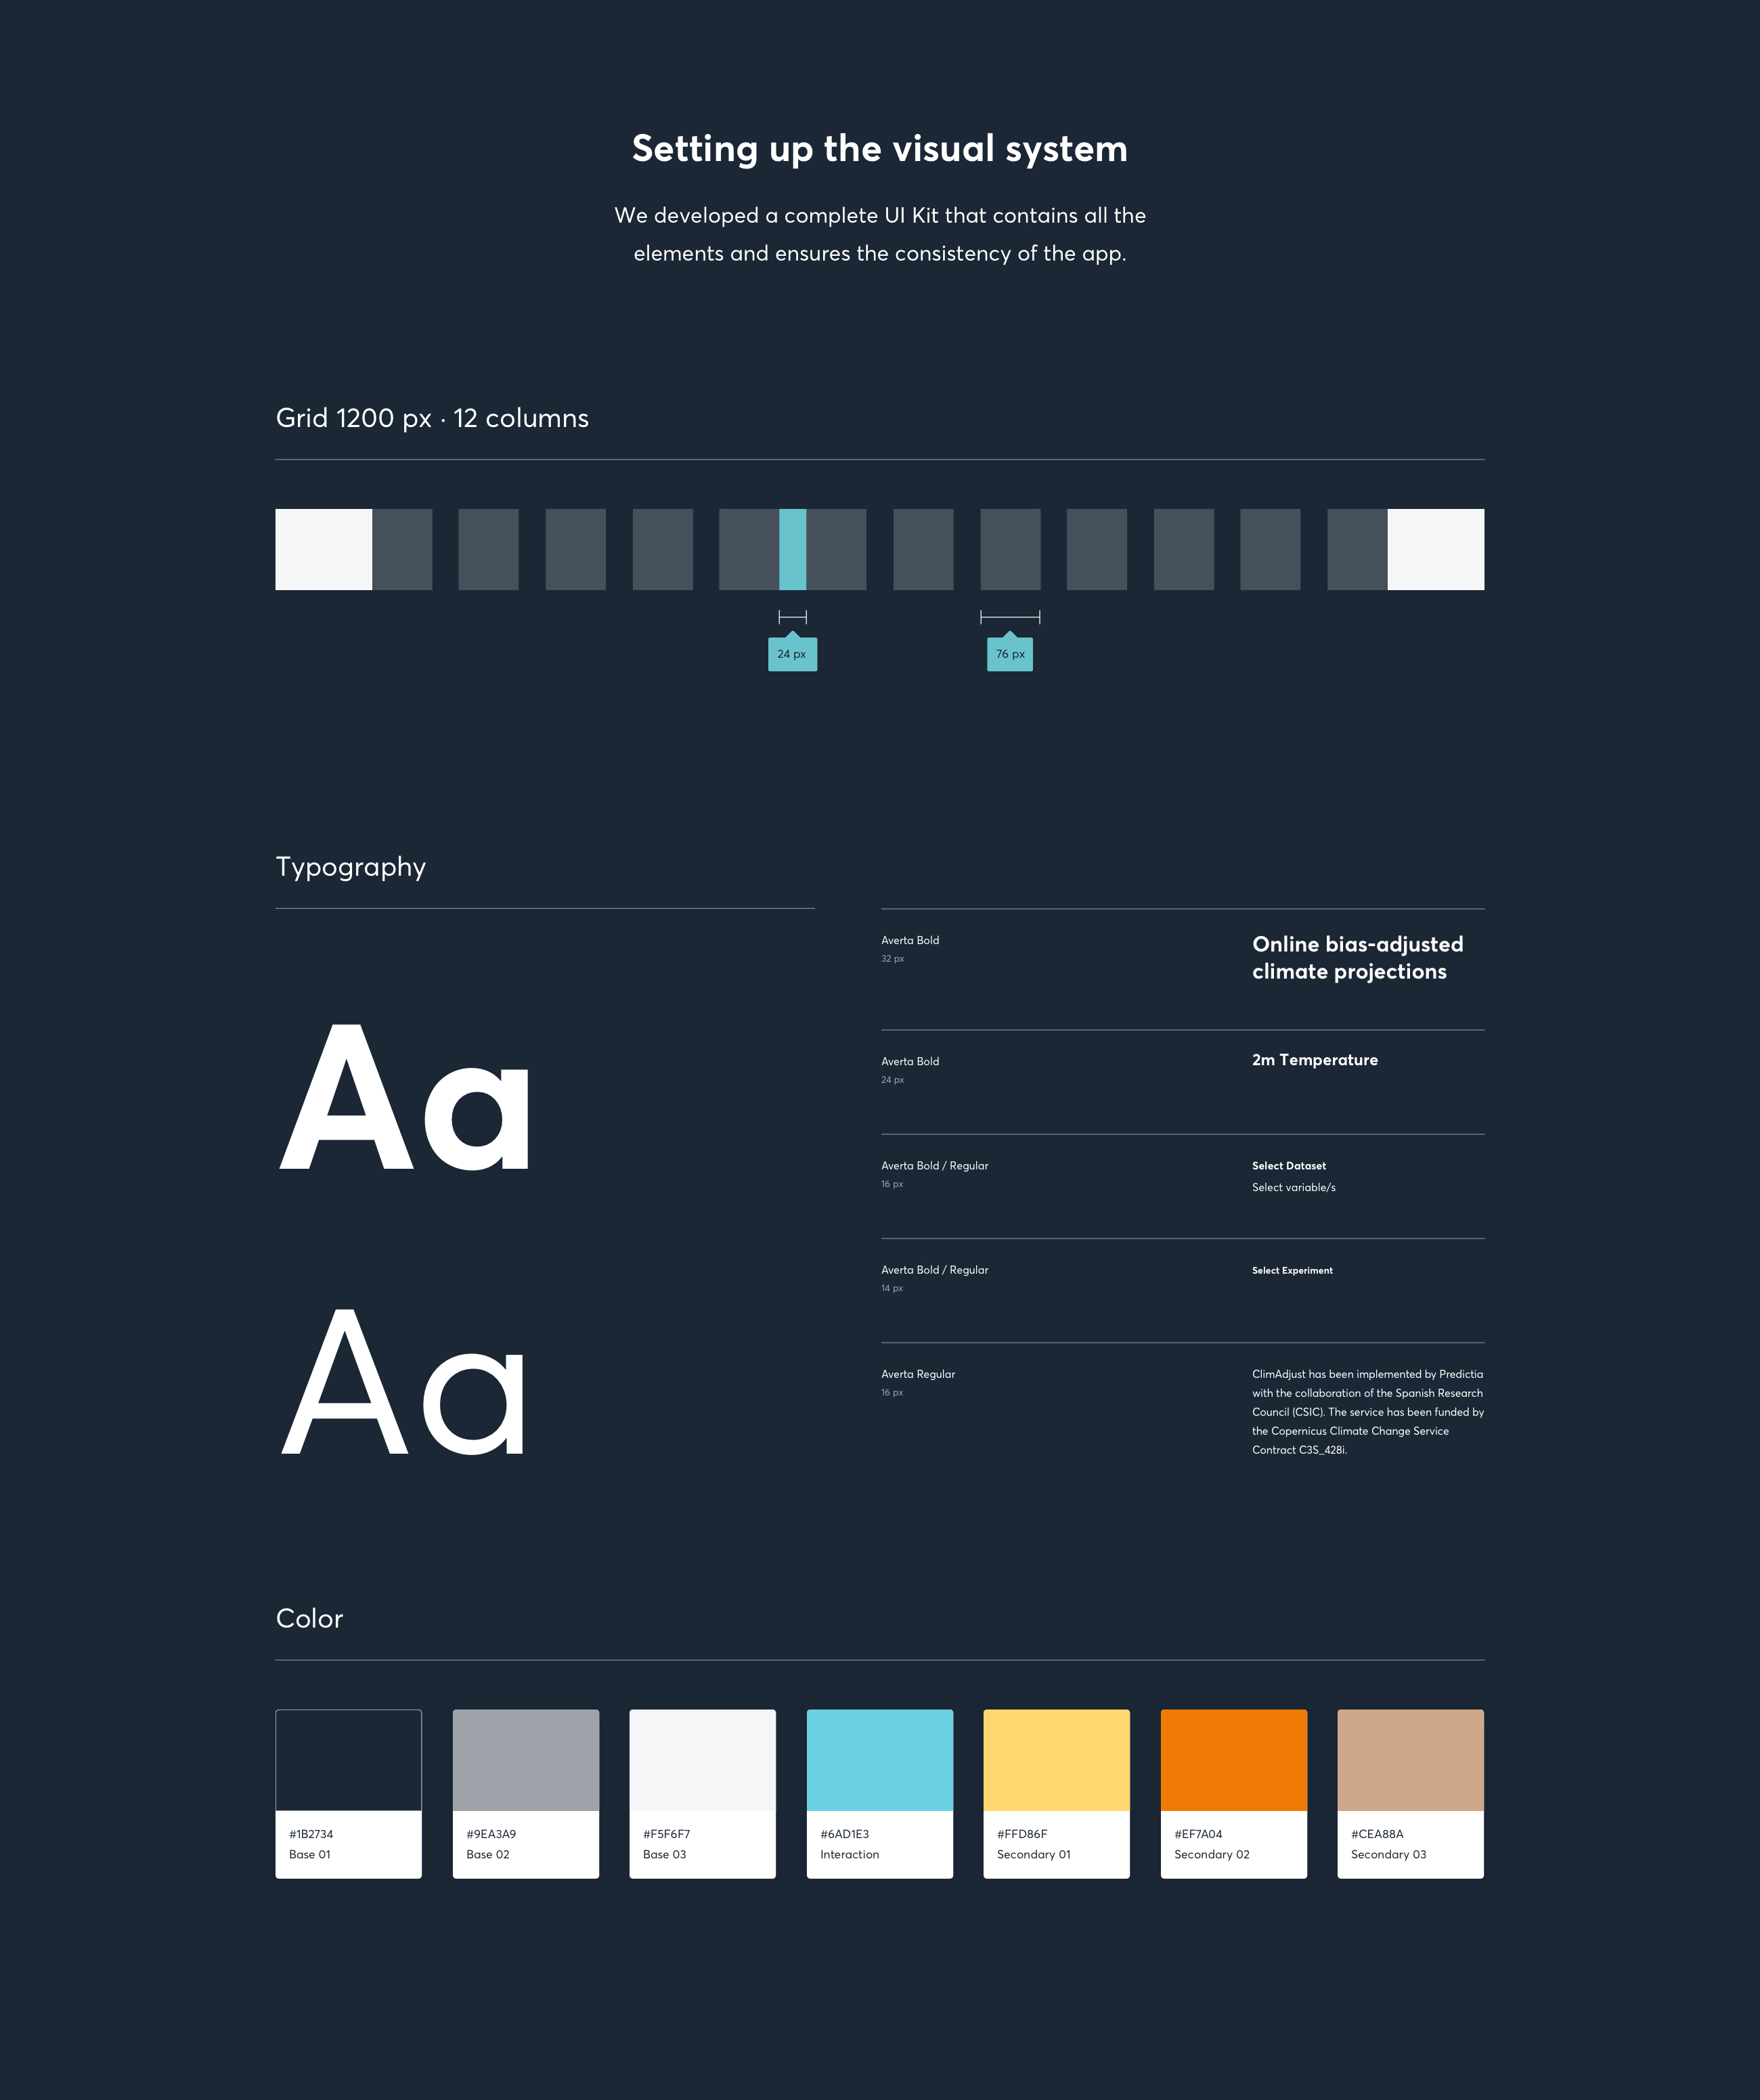 Setting up the visual system
We developed a complete UI Kit that contains all the
elements and ensures the consistency of the app.
Grid 1200 px · 12 columns
24 px
76 px
Typography
Aa
Aa
Averta Bold
32 px
Online bias-adjusted
climate projections
Averta Bold
24 px
2m Temperature
Averta Bold / Regular
16 px
Select Dataset
Select variable/s
Averta Bold / Regular
14 px
Select Experiment
Averta Regular
16 px
ClimAdjust has been implemented by Predictia
with the collaboration of the Spanish Research
Council (CSIC). The service has been funded by
the Copernicus Climate Change Service
Contract C3S_428i.
Color
#1B2734
Base 01
#9EA3A9
Base 02
#F5F6F7
Base 03
#6AD1E3
Interaction
#FFD86F
Secondary 01
#EF7A04
Secondary 02
#CEA88A
Secondary 03